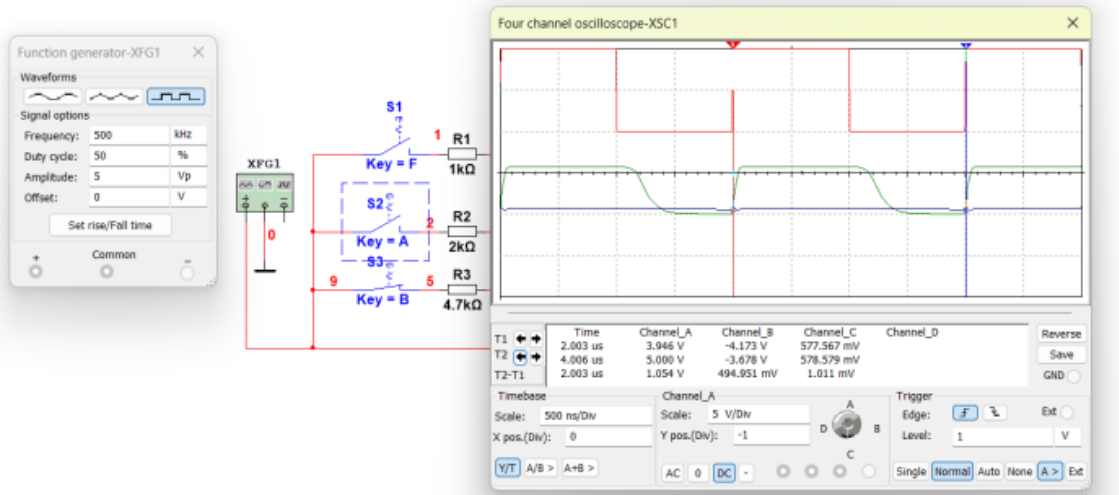 Function generator-XFG1
Waveforms
Signal options
Frequency: 500 kHz
Duty cycle: 50 %
Amplitude: 5 Vp
Offset: 0 V
Set rise/Fall time
+ Common −
XFG1
0
S1
Key = F
1
R1
1kΩ
S2
Key = A
2
R2
2kΩ
S3
Key = B
9
5
R3
4.7kΩ
Four channel oscilloscope-XSC1
Time Channel_A Channel_B Channel_C Channel_D
T1 2.003 us 3.946 V -4.173 V 577.567 mV
T2 4.006 us 5.000 V -3.678 V 578.579 mV
T2-T1 2.003 us 1.054 V 494.951 mV 1.011 mV
Reverse
Save
GND
Timebase
Scale: 500 ns/Div
X pos.(Div): 0
Y/T A/B > A+B >
Channel_A
Scale: 5 V/Div
Y pos.(Div): -1
AC 0 DC -
A
D B
C
Trigger
Edge: Ext
Level: 1 V
Single Normal Auto None A > Ext